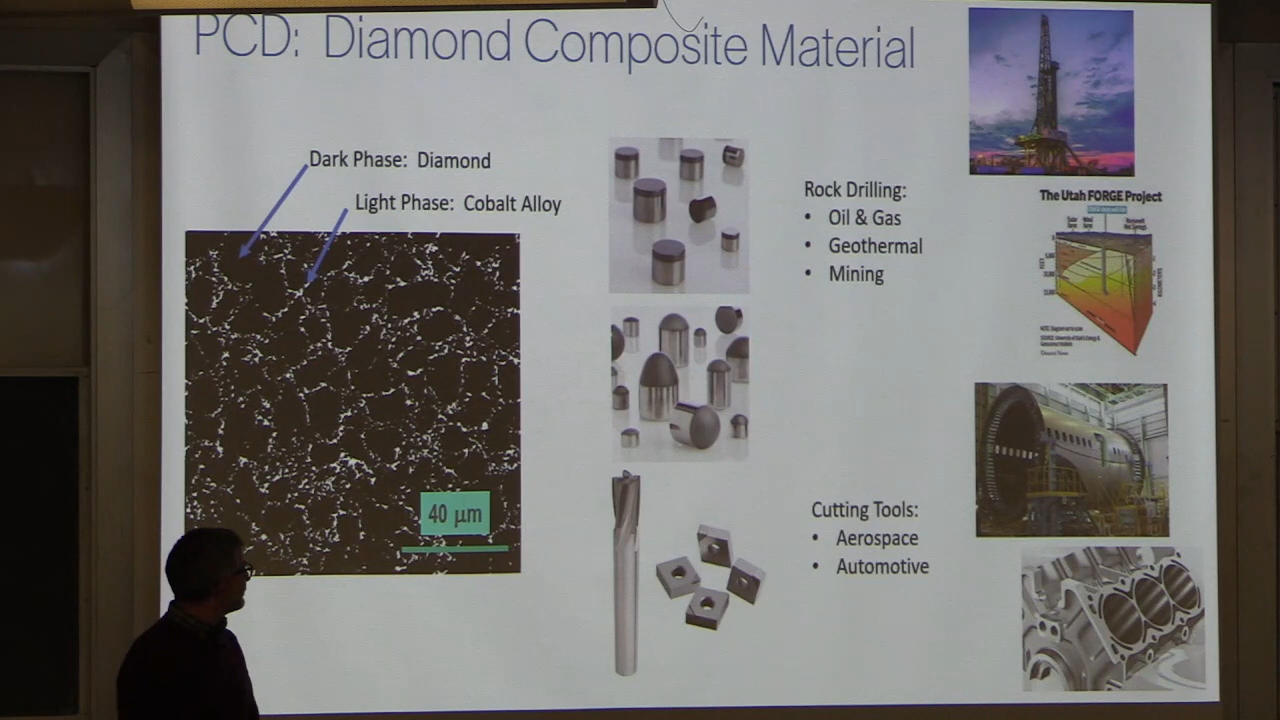 PCD: Diamond Composite Material
Dark Phase: Diamond
Light Phase: Cobalt Alloy
40 µm
Rock Drilling:
• Oil & Gas
• Geothermal
• Mining
The Utah FORGE Project
Cutting Tools:
• Aerospace
• Automotive